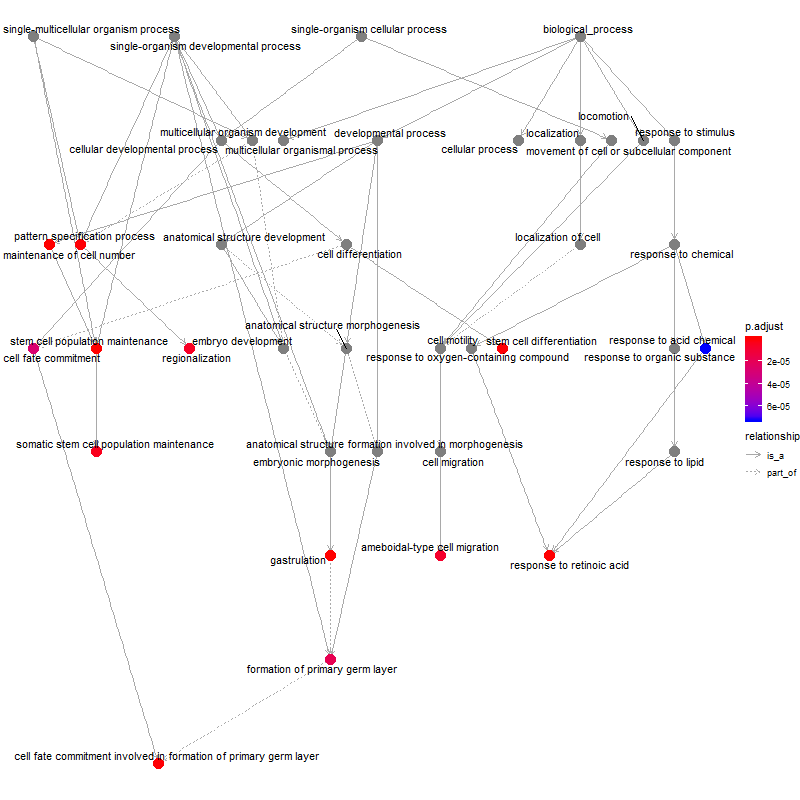 single-multicellular organism process
single-organism cellular process
biological_process
single-organism developmental process
locomotion
multicellular organism development
developmental process
localization
response to stimulus
cellular developmental process
multicellular organismal process
cellular process
movement of cell or subcellular component
pattern specification process
anatomical structure development
localization of cell
maintenance of cell number
cell differentiation
response to chemical
anatomical structure morphogenesis
p.adjust
2e-05
4e-05
6e-05
stem cell population maintenance
embryo development
cell motility
stem cell differentiation
response to acid chemical
cell fate commitment
regionalization
response to oxygen-containing compound
response to organic substance
relationship
is_a
part_of
somatic stem cell population maintenance
anatomical structure formation involved in morphogenesis
embryonic morphogenesis
cell migration
response to lipid
gastrulation
ameboidal-type cell migration
response to retinoic acid
formation of primary germ layer
cell fate commitment involved in formation of primary germ layer